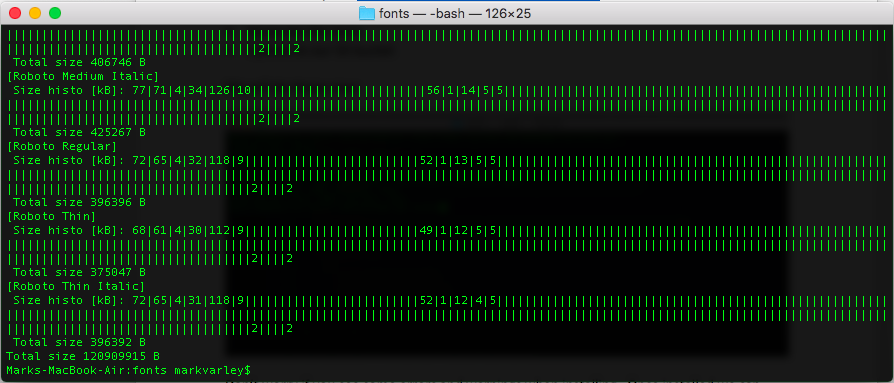 fonts — -bash — 126×25
||||||||||||||||||||||||||||||||||||||||||||||||||||||||||||||||||||||||||||||||||||||||||||||||||||||||||||||||||||||||||||||
||||||||||||||||||||||||||||||||||||2||||2
Total size 406746 B
[Roboto Medium Italic]
Size histo [kB]: 77|71|4|34|126|10|||||||||||||||||||||||||56|1|14|5|5|||||||||||||||||||||||||||||||||||||||||||||||||||||||
||||||||||||||||||||||||||||||||||||||||||||||||||||||||||||||||||||||||||||||||||||||||||||||||||||||||||||||||||||||||||||||
||||||||||||||||||||||||||||||||||||2||||2
Total size 425267 B
[Roboto Regular]
Size histo [kB]: 72|65|4|32|118|9|||||||||||||||||||||||||52|1|13|5|5||||||||||||||||||||||||||||||||||||||||||||||||||||||||
||||||||||||||||||||||||||||||||||||||||||||||||||||||||||||||||||||||||||||||||||||||||||||||||||||||||||||||||||||||||||||||
|||||||||||||||||||||||||||||||||||2||||2
Total size 396396 B
[Roboto Thin]
Size histo [kB]: 68|61|4|30|112|9|||||||||||||||||||||||||49|1|12|5|5||||||||||||||||||||||||||||||||||||||||||||||||||||||||
||||||||||||||||||||||||||||||||||||||||||||||||||||||||||||||||||||||||||||||||||||||||||||||||||||||||||||||||||||||||||||||
|||||||||||||||||||||||||||||||||||2||||2
Total size 375047 B
[Roboto Thin Italic]
Size histo [kB]: 72|65|4|31|118|9|||||||||||||||||||||||||52|1|12|4|5||||||||||||||||||||||||||||||||||||||||||||||||||||||||
||||||||||||||||||||||||||||||||||||||||||||||||||||||||||||||||||||||||||||||||||||||||||||||||||||||||||||||||||||||||||||||
|||||||||||||||||||||||||||||||||||2||||2
Total size 396392 B
Total size 120909915 B
Marks-MacBook-Air:fonts markvarley$